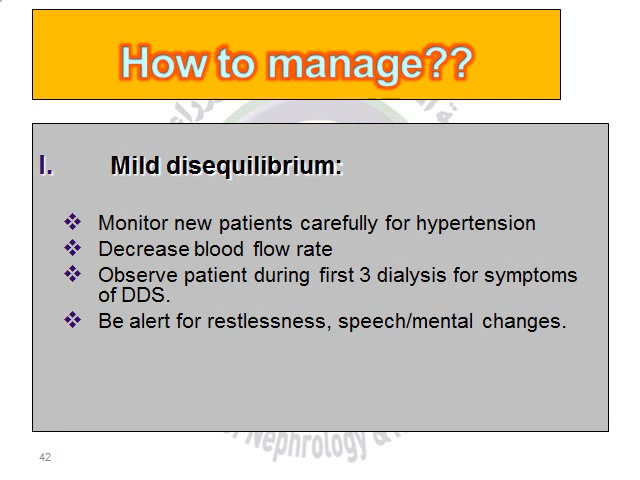 How to manage??
I. Mild disequilibrium:
❖ Monitor new patients carefully for hypertension
❖ Decrease blood flow rate
❖ Observe patient during first 3 dialysis for symptoms
of DDS.
❖ Be alert for restlessness, speech/mental changes.
Nephrology &
42